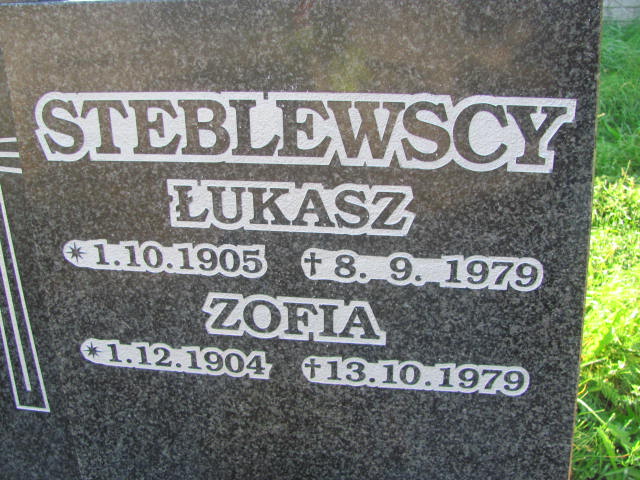 STEBLEWSCY
ŁUKASZ
* 1.10.1905 † 8. 9. 1979
ZOFIA
* 1.12.1904 † 13.10.1979